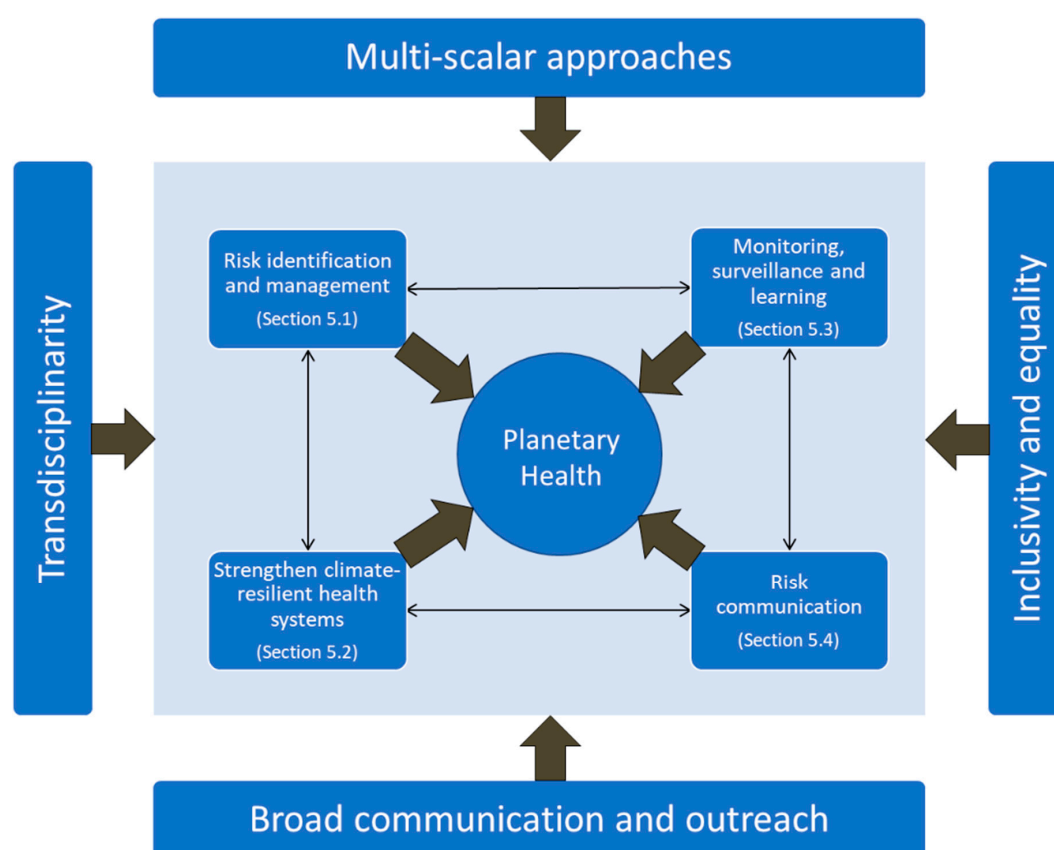 Multi-scalar approaches
Transdisciplinarity
Risk identification
and management
(Section 5.1)
Monitoring,
surveillance and
learning
(Section 5.3)
Planetary
Health
Strengthen climate-
resilient health
systems
(Section 5.2)
Risk
communication
(Section 5.4)
Inclusivity and equality
Broad communication and outreach